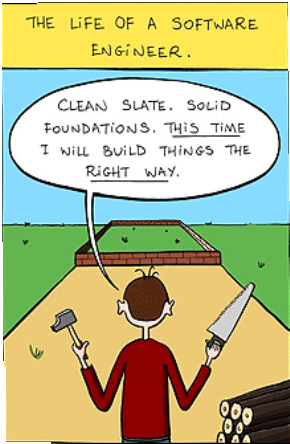 THE LIFE OF A SOFTWARE
ENGINEER.
CLEAN SLATE. SOLID
FOUNDATIONS. THIS TIME
I WILL BUILD THINGS THE
RIGHT WAY.